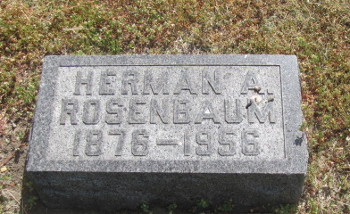 HERMAN A.
ROSENBAUM
1876-1956